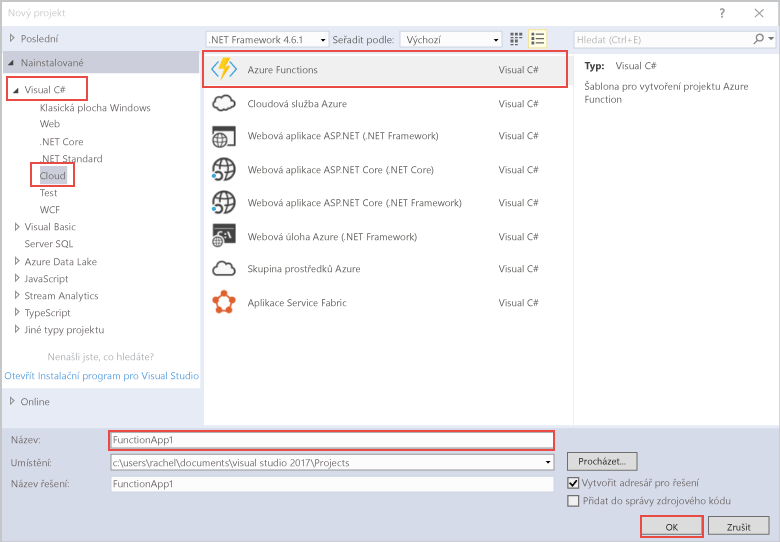 Nový projekt
Poslední
Nainstalované
Visual C#
Klasická plocha Windows
Web
.NET Core
.NET Standard
Cloud
Test
WCF
Visual Basic
Server SQL
Azure Data Lake
JavaScript
Stream Analytics
TypeScript
Jiné typy projektu
Nenašli jste, co hledáte?
Otevřít Instalační program pro Visual Studio
Online
.NET Framework 4.6.1 Seřadit podle: Výchozí
Azure Functions Visual C#
Cloudová služba Azure Visual C#
Webová aplikace ASP.NET (.NET Framework) Visual C#
Webová aplikace ASP.NET Core (.NET Core) Visual C#
Webová aplikace ASP.NET Core (.NET Framework) Visual C#
Webová úloha Azure (.NET Framework) Visual C#
Skupina prostředků Azure Visual C#
Aplikace Service Fabric Visual C#
Hledat (Ctrl+E)
Typ: Visual C#
Šablona pro vytvoření projektu Azure
Function
Název: FunctionApp1
Umístění: c:\users\rachel\documents\visual studio 2017\Projects Procházet...
Název řešení: FunctionApp1
Vytvořit adresář pro řešení
Přidat do správy zdrojového kódu
OK Zrušit